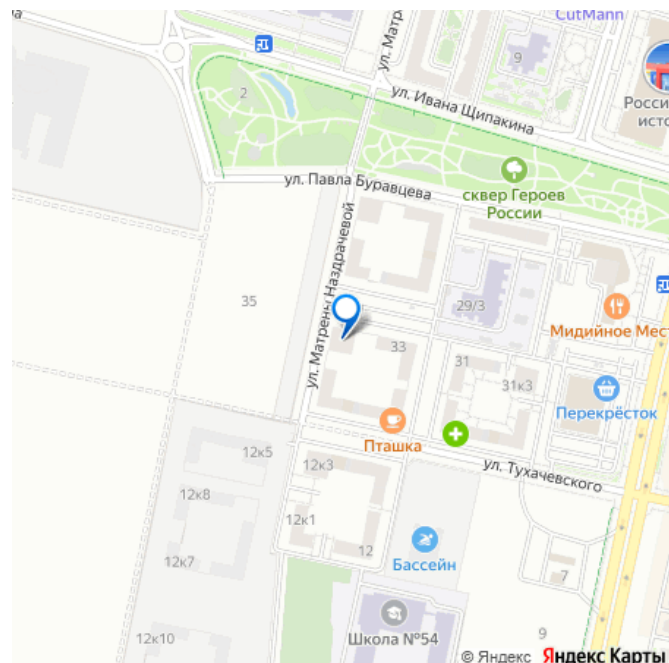 CutMann
9
2
ул. Матр
ул. Ивана Щипакина
Росси
исто
ул. Павла Буравцева
сквер Героев
России
ул. Матрены Наздрачевой
35
29/3
Мидийное Мест
33
31
31к3
Перекрёсток
Пташка
ул. Тухачевского
12к5
12к3
12к8
12к1
12
12к7
Бассейн
7
12к10
Школа №54
9
© Яндекс Яндекс Карты